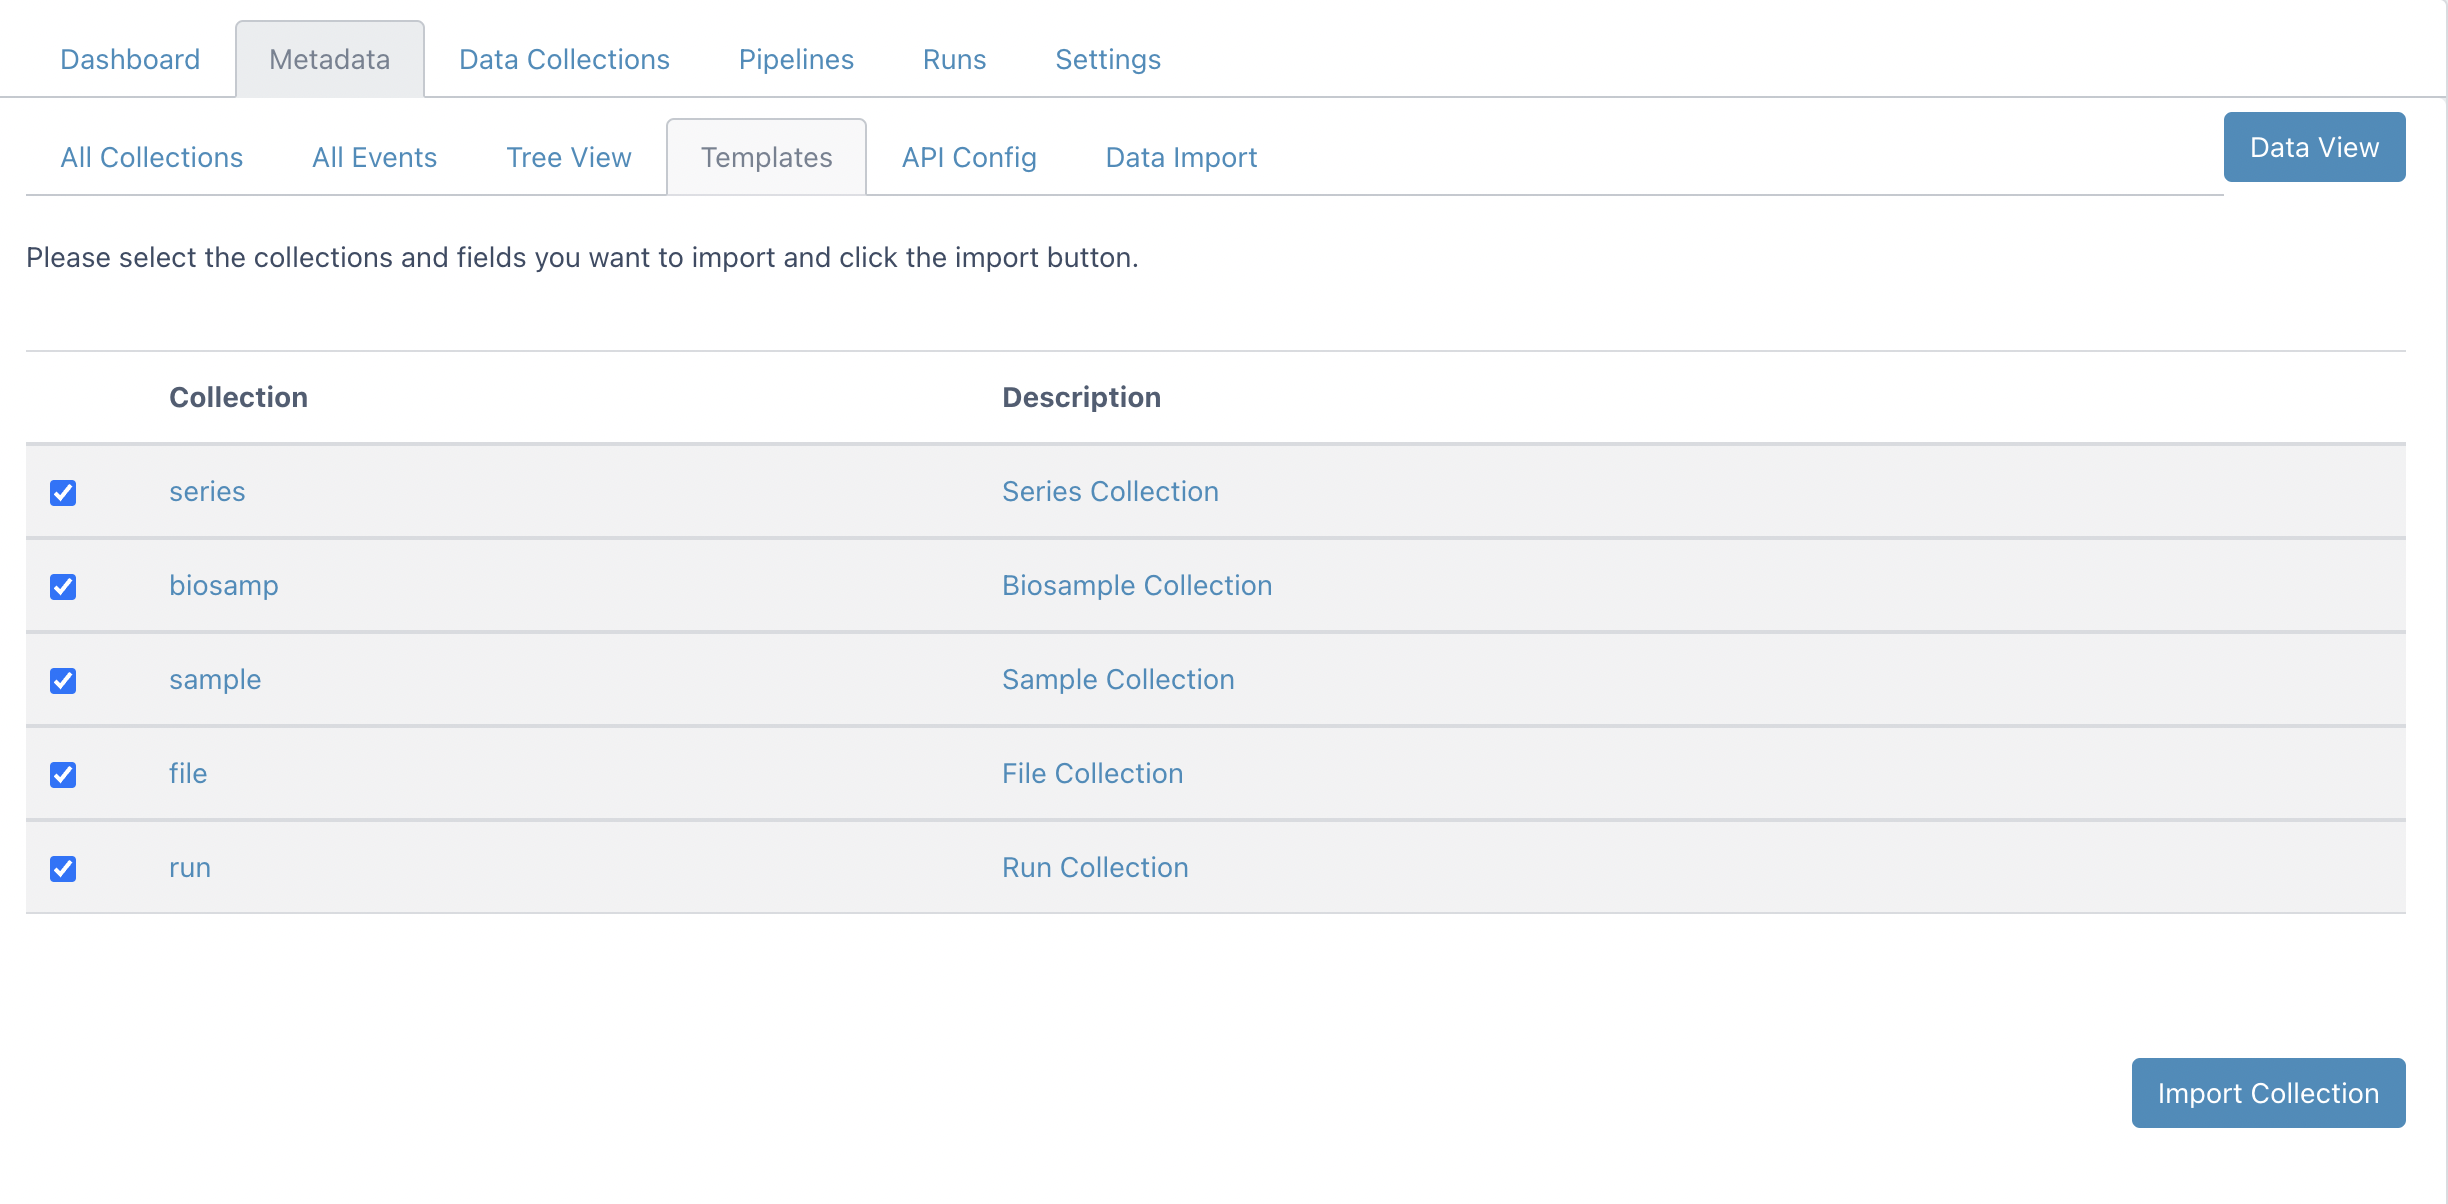 Dashboard Metadata Data Collections Pipelines Runs Settings
All Collections All Events Tree View Templates API Config Data Import Data View
Please select the collections and fields you want to import and click the import button.
Collection Description
series Series Collection
biosamp Biosample Collection
sample Sample Collection
file File Collection
run Run Collection
Import Collection